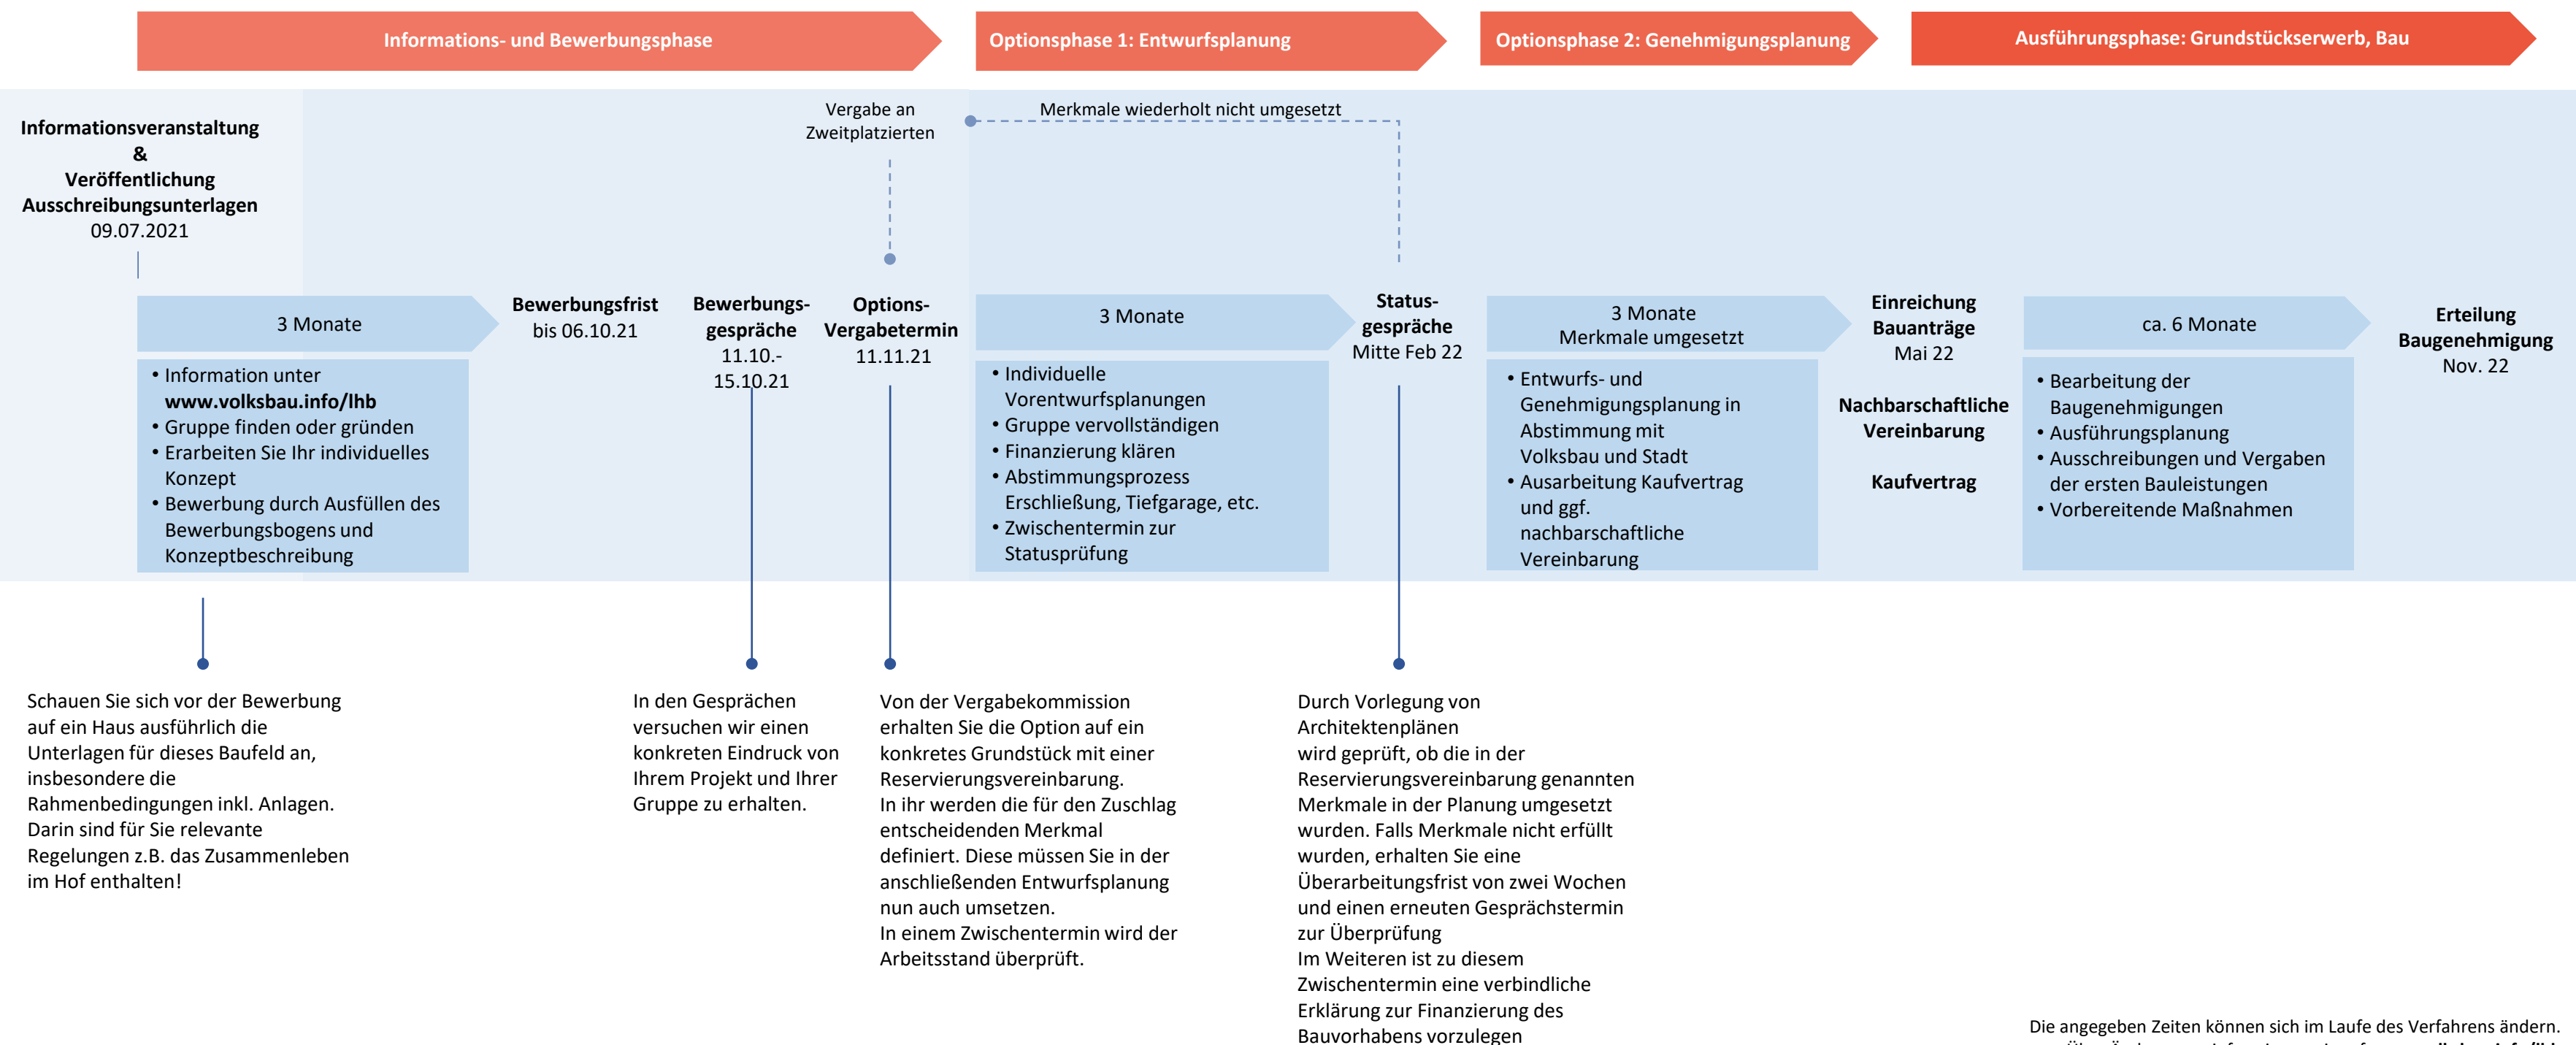 Informations- und Bewerbungsphase
Optionsphase 1: Entwurfsplanung
Optionsphase 2: Genehmigungsplanung
Ausführungsphase: Grundstückserwerb, Bau
Informationsveranstaltung
&
Veröffentlichung
Ausschreibungsunterlagen
09.07.2021
Vergabe an
Zweitplatzierten
Merkmale wiederholt nicht umgesetzt
3 Monate
• Information unter
www.volksbau.info/lhb
• Gruppe finden oder gründen
• Erarbeiten Sie Ihr individuelles
Konzept
• Bewerbung durch Ausfüllen des
Bewerbungsbogens und
Konzeptbeschreibung
Bewerbungsfrist
bis 06.10.21
Bewerbungs-
gespräche
11.10.-
15.10.21
Options-
Vergabetermin
11.11.21
3 Monate
• Individuelle
Vorentwurfsplanungen
• Gruppe vervollständigen
• Finanzierung klären
• Abstimmungsprozess
Erschließung, Tiefgarage, etc.
• Zwischentermin zur
Statusprüfung
Status-
gespräche
Mitte Feb 22
3 Monate
Merkmale umgesetzt
• Entwurfs- und
Genehmigungsplanung in
Abstimmung mit
Volksbau und Stadt
• Ausarbeitung Kaufvertrag
und ggf.
nachbarschaftliche
Vereinbarung
Einreichung
Bauanträge
Mai 22
Nachbarschaftliche
Vereinbarung
Kaufvertrag
ca. 6 Monate
• Bearbeitung der
Baugenehmigungen
• Ausführungsplanung
• Ausschreibungen und Vergaben
der ersten Bauleistungen
• Vorbereitende Maßnahmen
Erteilung
Baugenehmigung
Nov. 22
Schauen Sie sich vor der Bewerbung
auf ein Haus ausführlich die
Unterlagen für dieses Baufeld an,
insbesondere die
Rahmenbedingungen inkl. Anlagen.
Darin sind für Sie relevante
Regelungen z.B. das Zusammenleben
im Hof enthalten!
In den Gesprächen
versuchen wir einen
konkreten Eindruck von
Ihrem Projekt und Ihrer
Gruppe zu erhalten.
Von der Vergabekommission
erhalten Sie die Option auf ein
konkretes Grundstück mit einer
Reservierungsvereinbarung.
In ihr werden die für den Zuschlag
entscheidenden Merkmal
definiert. Diese müssen Sie in der
anschließenden Entwurfsplanung
nun auch umsetzen.
In einem Zwischentermin wird der
Arbeitsstand überprüft.
Durch Vorlegung von
Architektenplänen
wird geprüft, ob die in der
Reservierungsvereinbarung genannten
Merkmale in der Planung umgesetzt
wurden. Falls Merkmale nicht erfüllt
wurden, erhalten Sie eine
Überarbeitungsfrist von zwei Wochen
und einen erneuten Gesprächstermin
zur Überprüfung
Im Weiteren ist zu diesem
Zwischentermin eine verbindliche
Erklärung zur Finanzierung des
Bauvorhabens vorzulegen
Die angegeben Zeiten können sich im Laufe des Verfahrens ändern.